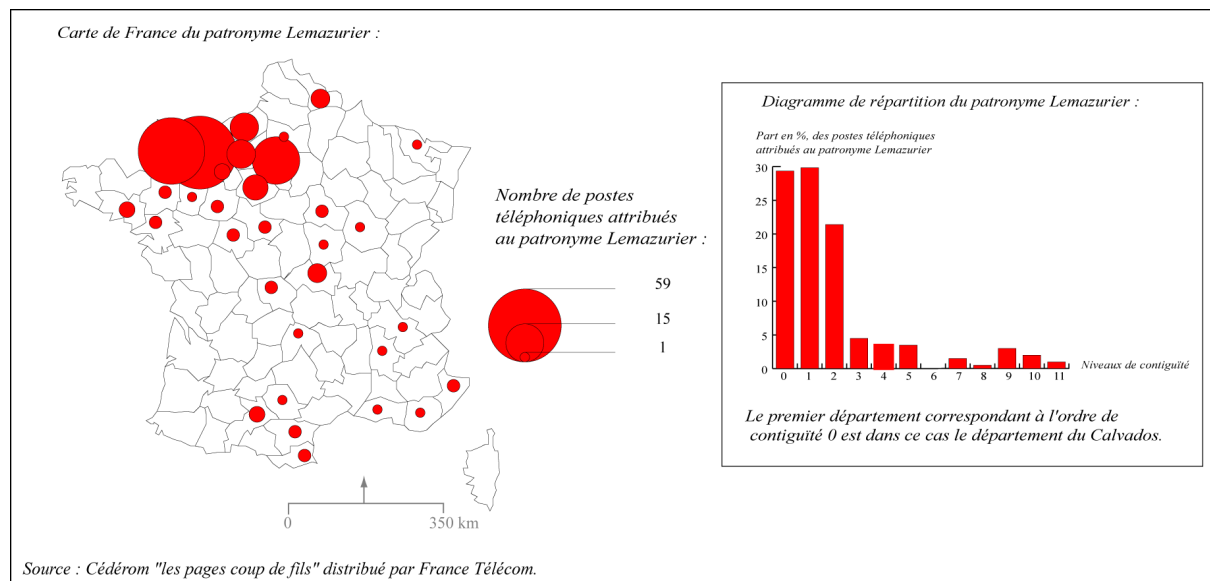 Carte de France du patronyme Lemazurier :
Nombre de postes
téléphoniques attribués
au patronyme Lemazurier :
59
15
1
0
350 km
Source : Cédérom "les pages coup de fils" distribué par France Télécom.
Diagramme de répartition du patronyme Lemazurier :
Part en %, des postes téléphoniques
attribués au patronyme Lemazurier
30
25
20
15
10
5
0
0 1 2 3 4 5 6 7 8 9 10 11
Niveaux de contiguïté
Le premier département correspondant à l'ordre de
contiguïté 0 est dans ce cas le département du Calvados.